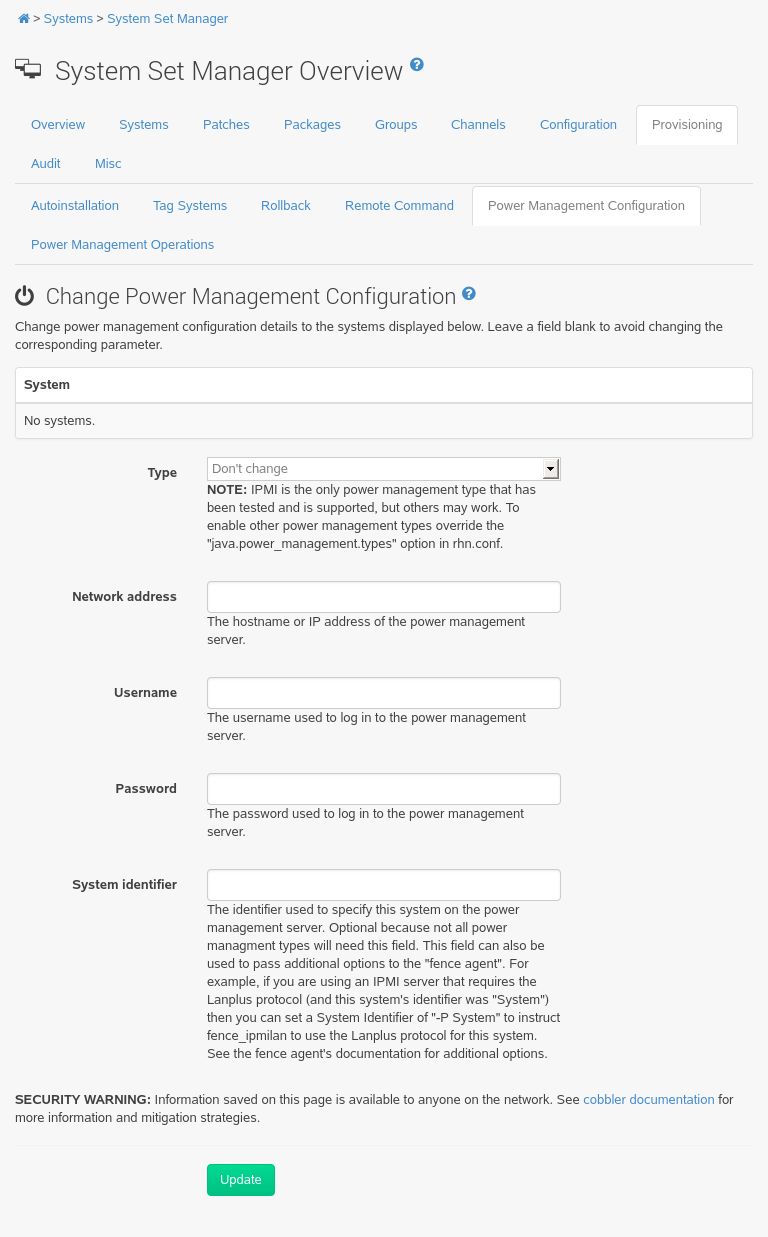 > Systems > System Set Manager
System Set Manager Overview ?
Overview Systems Patches Packages Groups Channels Configuration Provisioning
Audit Misc
Autoinstallation Tag Systems Rollback Remote Command Power Management Configuration
Power Management Operations
Change Power Management Configuration ?
Change power management configuration details to the systems displayed below. Leave a field blank to avoid changing the
corresponding parameter.
System
No systems.
Type Don't change
NOTE: IPMI is the only power management type that has
been tested and is supported, but others may work. To
enable other power management types override the
"java.power_management.types" option in rhn.conf.
Network address
The hostname or IP address of the power management
server.
Username
The username used to log in to the power management
server.
Password
The password used to log in to the power management
server.
System identifier
The identifier used to specify this system on the power
management server. Optional because not all power
managment types will need this field. This field can also be
used to pass additional options to the "fence agent". For
example, if you are using an IPMI server that requires the
Lanplus protocol (and this system's identifier was "System")
then you can set a System Identifier of "-P System" to instruct
fence_ipmilan to use the Lanplus protocol for this system.
See the fence agent's documentation for additional options.
SECURITY WARNING: Information saved on this page is available to anyone on the network. See cobbler documentation for
more information and mitigation strategies.
Update